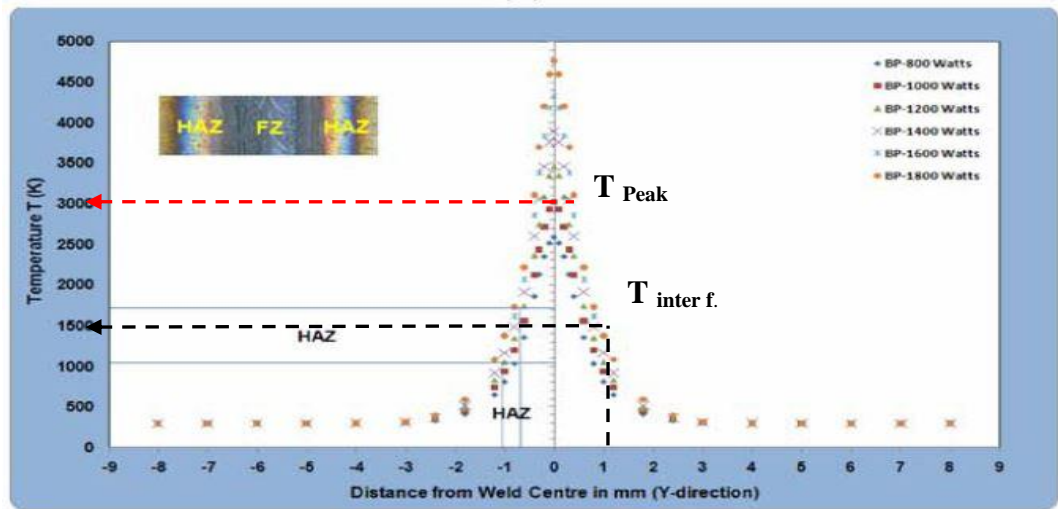 5000
4500
4000
3500
3000
2500
2000
1500
1000
500
0
Temperature T (K)
HAZ FZ HAZ
BP-800 Watts
BP-1000 Watts
BP-1200 Watts
BP-1400 Watts
BP-1600 Watts
BP-1800 Watts
T Peak
T inter f.
HAZ
HAZ
-9 -8 -7 -6 -5 -4 -3 -2 -1 0 1 2 3 4 5 6 7 8 9
Distance from Weld Centre in mm (Y-direction)